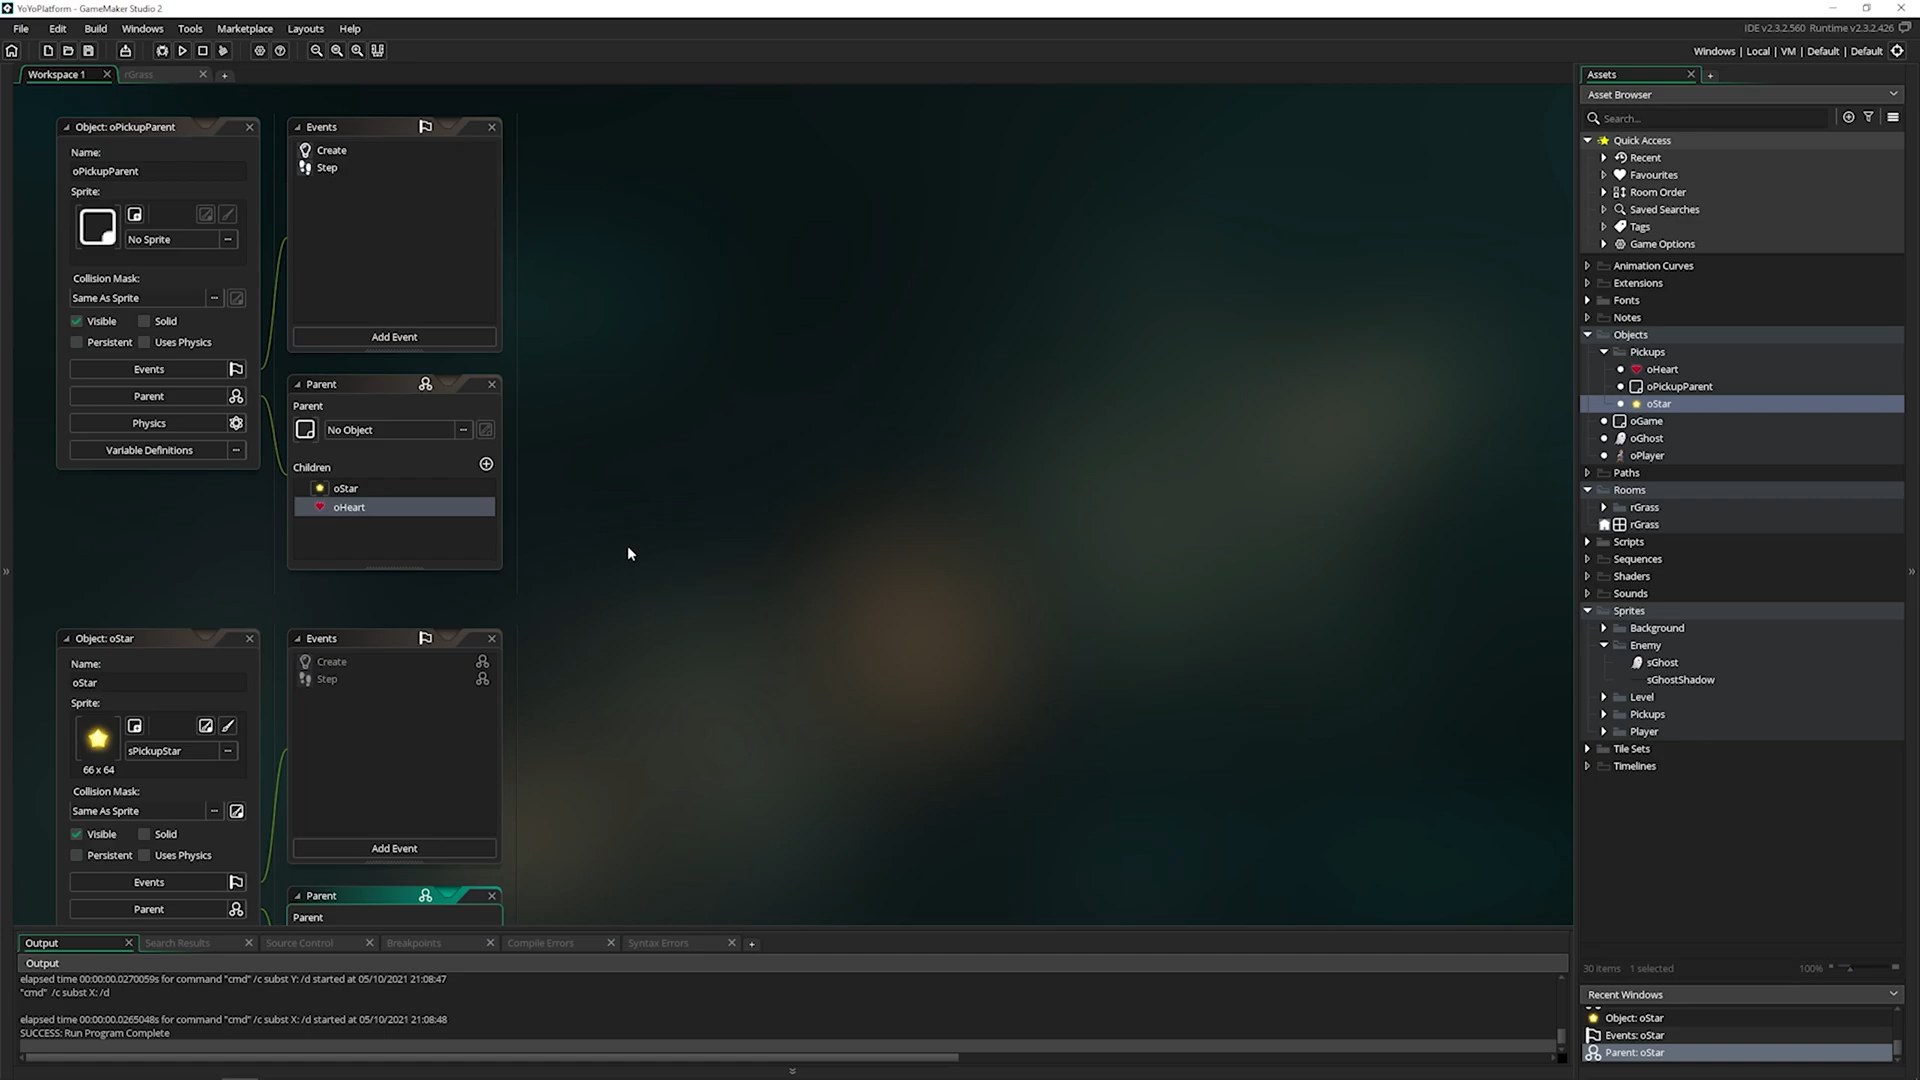 YoYoPlatform - GameMaker Studio 2
File Edit Build Windows Tools Marketplace Layouts Help
IDE v2.3.2.560 Runtime v2.3.2.426
Windows | Local | VM | Default | Default
Workspace 1
rGrass
Object: oPickupParent
Name:
oPickupParent
Sprite:
No Sprite
Collision Mask:
Same As Sprite
Visible
Solid
Persistent
Uses Physics
Events
Parent
Physics
Variable Definitions
Events
Create
Step
Add Event
Parent
Parent
No Object
Children
oStar
oHeart
Object: oStar
Name:
oStar
Sprite:
sPickupStar
66 x 64
Collision Mask:
Same As Sprite
Visible
Solid
Persistent
Uses Physics
Events
Parent
Events
Create
Step
Add Event
Parent
Parent
Output
Search Results
Source Control
Breakpoints
Compile Errors
Syntax Errors
Output
elapsed time 00:00:00.0270059s for command "cmd" /c subst Y: /d started at 05/10/2021 21:08:47
"cmd" /c subst X: /d
elapsed time 00:00:00.0265048s for command "cmd" /c subst X: /d started at 05/10/2021 21:08:48
SUCCESS: Run Program Complete
Assets
Asset Browser
Search...
Quick Access
Recent
Favourites
Room Order
Saved Searches
Tags
Game Options
Animation Curves
Extensions
Fonts
Notes
Objects
Pickups
oHeart
oPickupParent
oStar
oGame
oGhost
oPlayer
Paths
Rooms
rGrass
rGrass
Scripts
Sequences
Shaders
Sounds
Sprites
Background
Enemy
sGhost
sGhostShadow
Level
Pickups
Player
Tile Sets
Timelines
30 items 1 selected
100%
Recent Windows
Object: oStar
Events: oStar
Parent: oStar